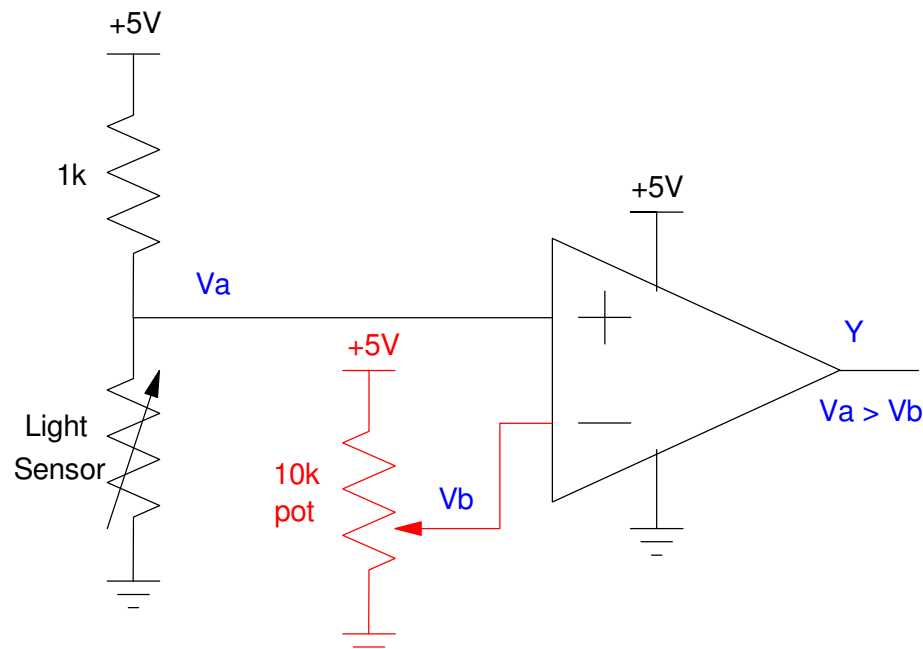 +5V
1k
Va
+5V
+5V
Y
Va > Vb
Light
Sensor
10k
pot
Vb